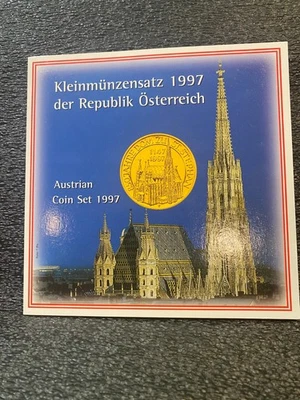 Kleinmünzensatz 1997
der Republik Österreich
Austrian
Coin Set 1997